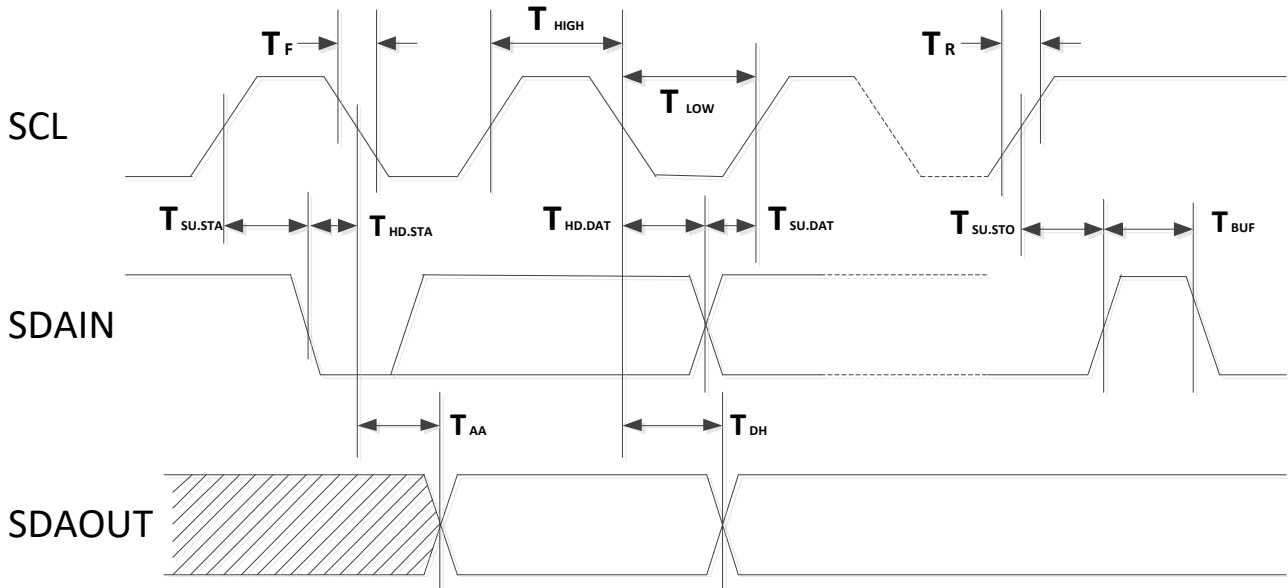 T HIGH
T F
T R
T LOW
SCL
T SU.STA
T HD.STA
T HD.DAT
T SU.DAT
T SU.STO
T BUF
SDAIN
T AA
T DH
SDAOUT